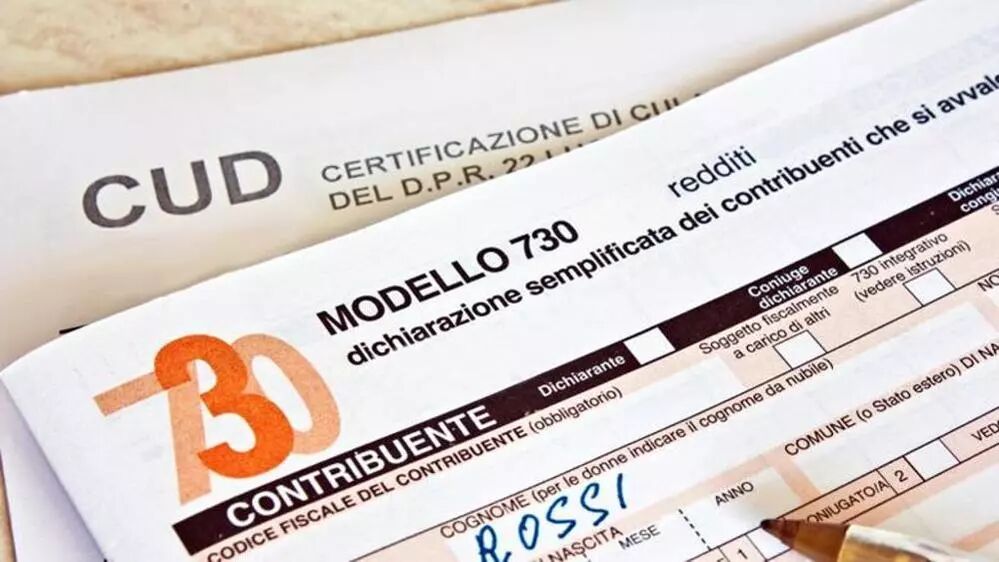 CUD
CERTIFICAZIONE DI
DEL D.P.R. 22
MODELLO 730
redditi
dichiarazione semplificata dei contribuenti che si
730
CONTRIBUENTE
Dichiarante
Coniuge
dichiarante
Soggetto fiscalmente
a carico di altri
730 integrativo
(vedere istruzioni)
CODICE FISCALE DEL CONTRIBUENTE (obbligatorio)
COGNOME (per le donne indicare il cognome da nubile)
ROSSI
COMUNE (o Stato estero) DI
MESE
ANNO
1
2